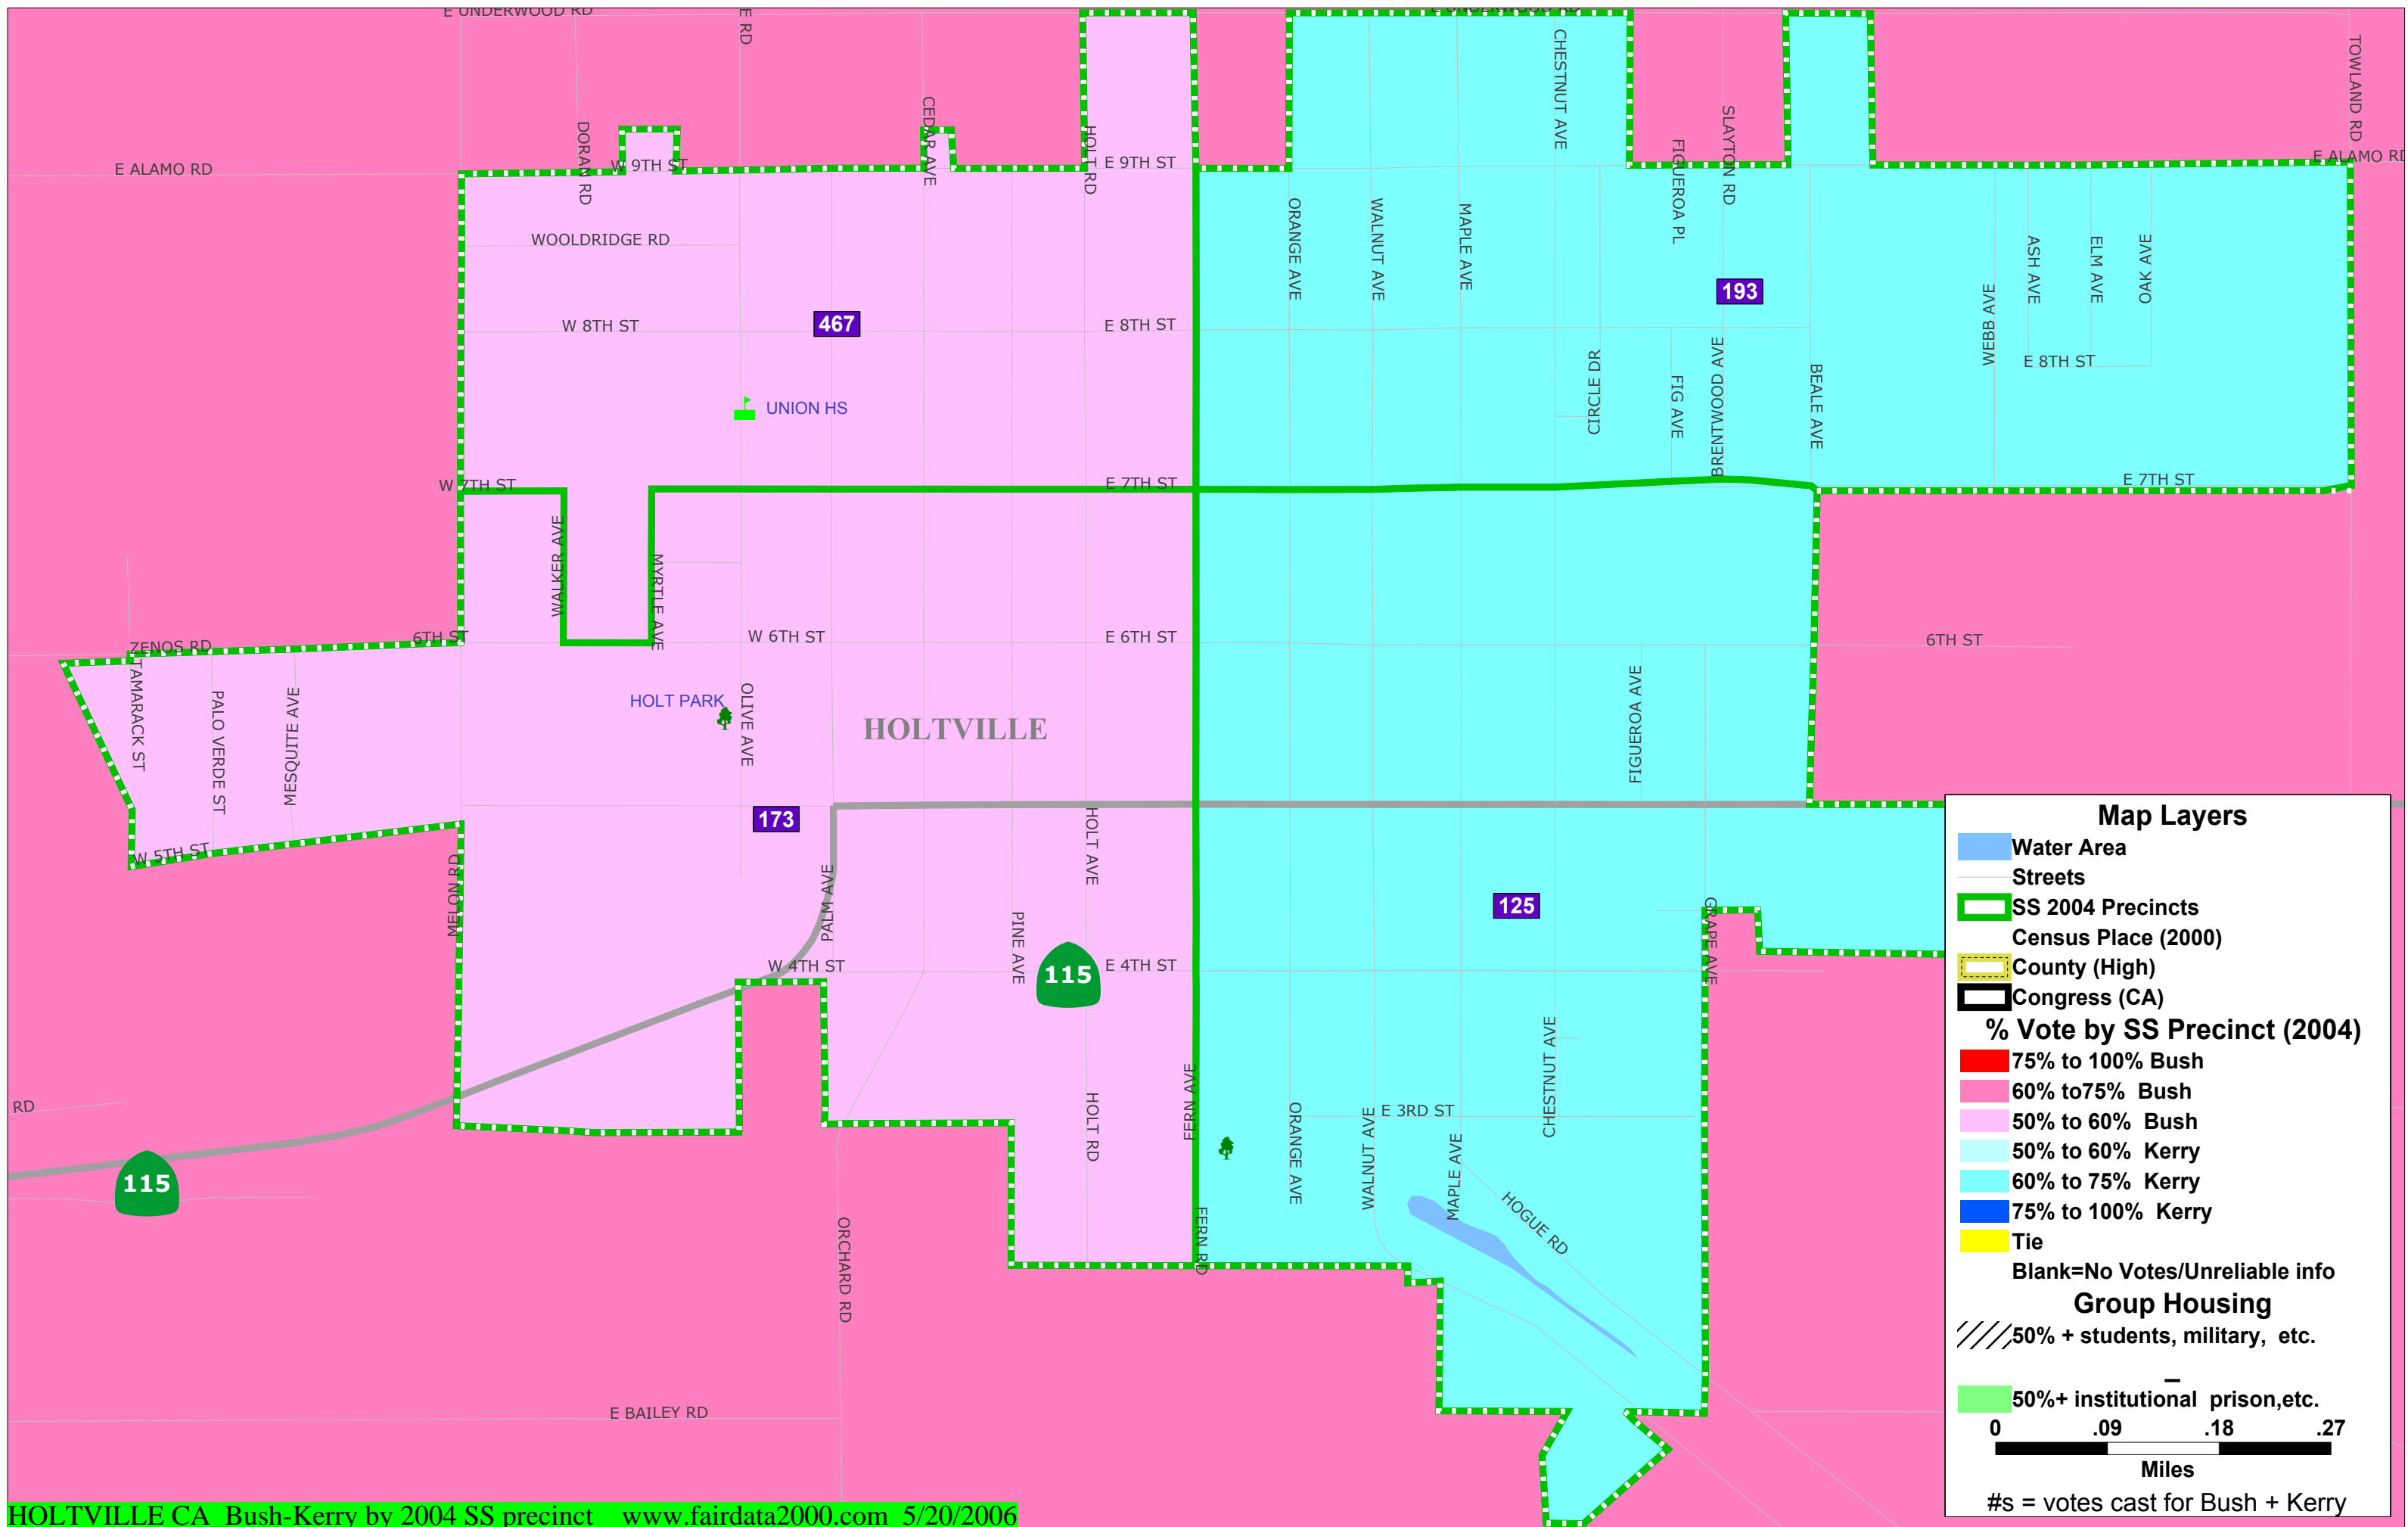 E UNDERWOOD RD
E RD
E UNDERWOOD RD
TOWLAND RD
CHESTNUT AVE
CEDAR AVE
DORAN RD
HOLT RD
FIGUEROA PL
SLAYTON RD
E ALAMO RD
W 9TH ST
E 9TH ST
E ALAMO RD
WOOLDRIDGE RD
ORANGE AVE
WALNUT AVE
MAPLE AVE
ASH AVE
ELM AVE
OAK AVE
193
467
W 8TH ST
E 8TH ST
WEBB AVE
E 8TH ST
CIRCLE DR
FIG AVE
BRENTWOOD AVE
BEALE AVE
UNION HS
W 7TH ST
E 7TH ST
E 7TH ST
WALKER AVE
MYRTLE AVE
ZENOS RD
6TH ST
W 6TH ST
E 6TH ST
6TH ST
TAMARACK ST
PALO VERDE ST
MESQUITE AVE
HOLT PARK
OLIVE AVE
HOLTVILLE
FIGUEROA AVE
173
HOLT AVE
W 5TH ST
MELON RD
PALM AVE
PINE AVE
125
GRAPE AVE
W 4TH ST
115
E 4TH ST
RD
115
FERN AVE
HOLT RD
ORANGE AVE
WALNUT AVE
E 3RD ST
MAPLE AVE
CHESTNUT AVE
HOGUE RD
ORCHARD RD
FERN RD
E BAILEY RD
Map Layers
Water Area
Streets
SS 2004 Precincts
Census Place (2000)
County (High)
Congress (CA)
% Vote by SS Precinct (2004)
75% to 100% Bush
60% to75% Bush
50% to 60% Bush
50% to 60% Kerry
60% to 75% Kerry
75% to 100% Kerry
Tie
Blank=No Votes/Unreliable info
Group Housing
50% + students, military, etc.
_
50%+ institutional prison,etc.
0 .09 .18 .27
Miles
#s = votes cast for Bush + Kerry
HOLTVILLE CA Bush-Kerry by 2004 SS precinct www.fairdata2000.com 5/20/2006